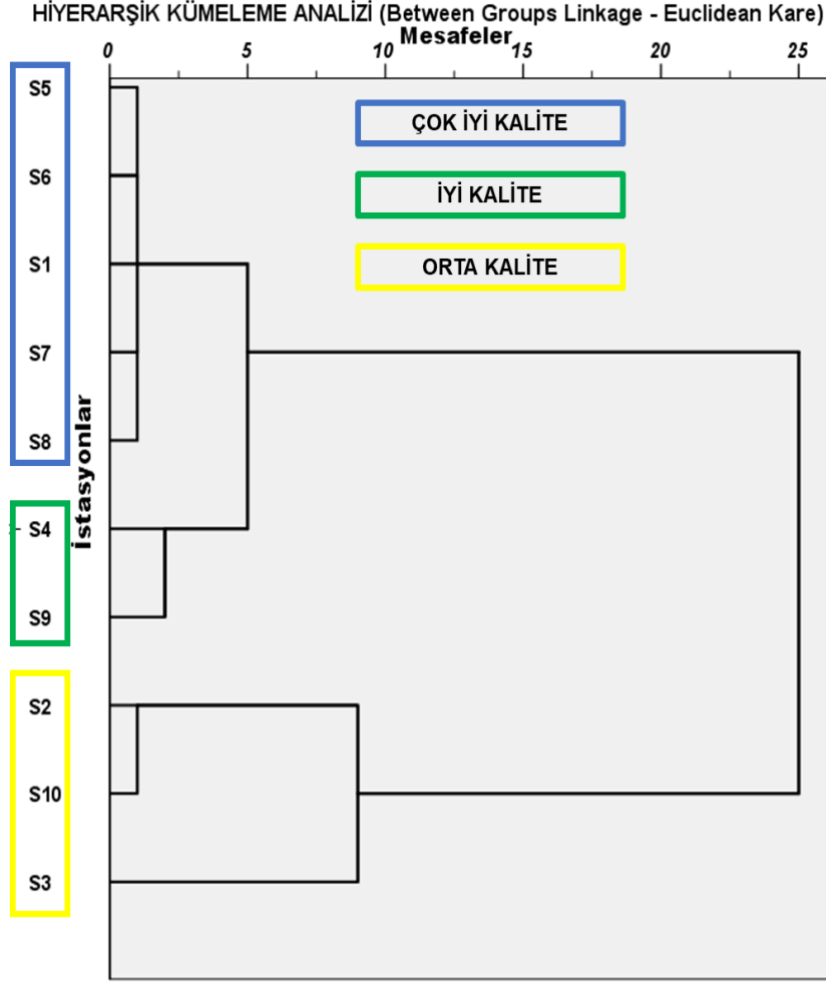 HİYERARŞİK KÜMELEME ANALİZİ (Between Groups Linkage - Euclidean Kare)
Mesafeler
0 5 10 15 20 25
S5
S6
S1
S7
S8
S4
S9
S2
S10
S3
İstasyonlar
ÇOK İYİ KALİTE
İYİ KALİTE
ORTA KALİTE